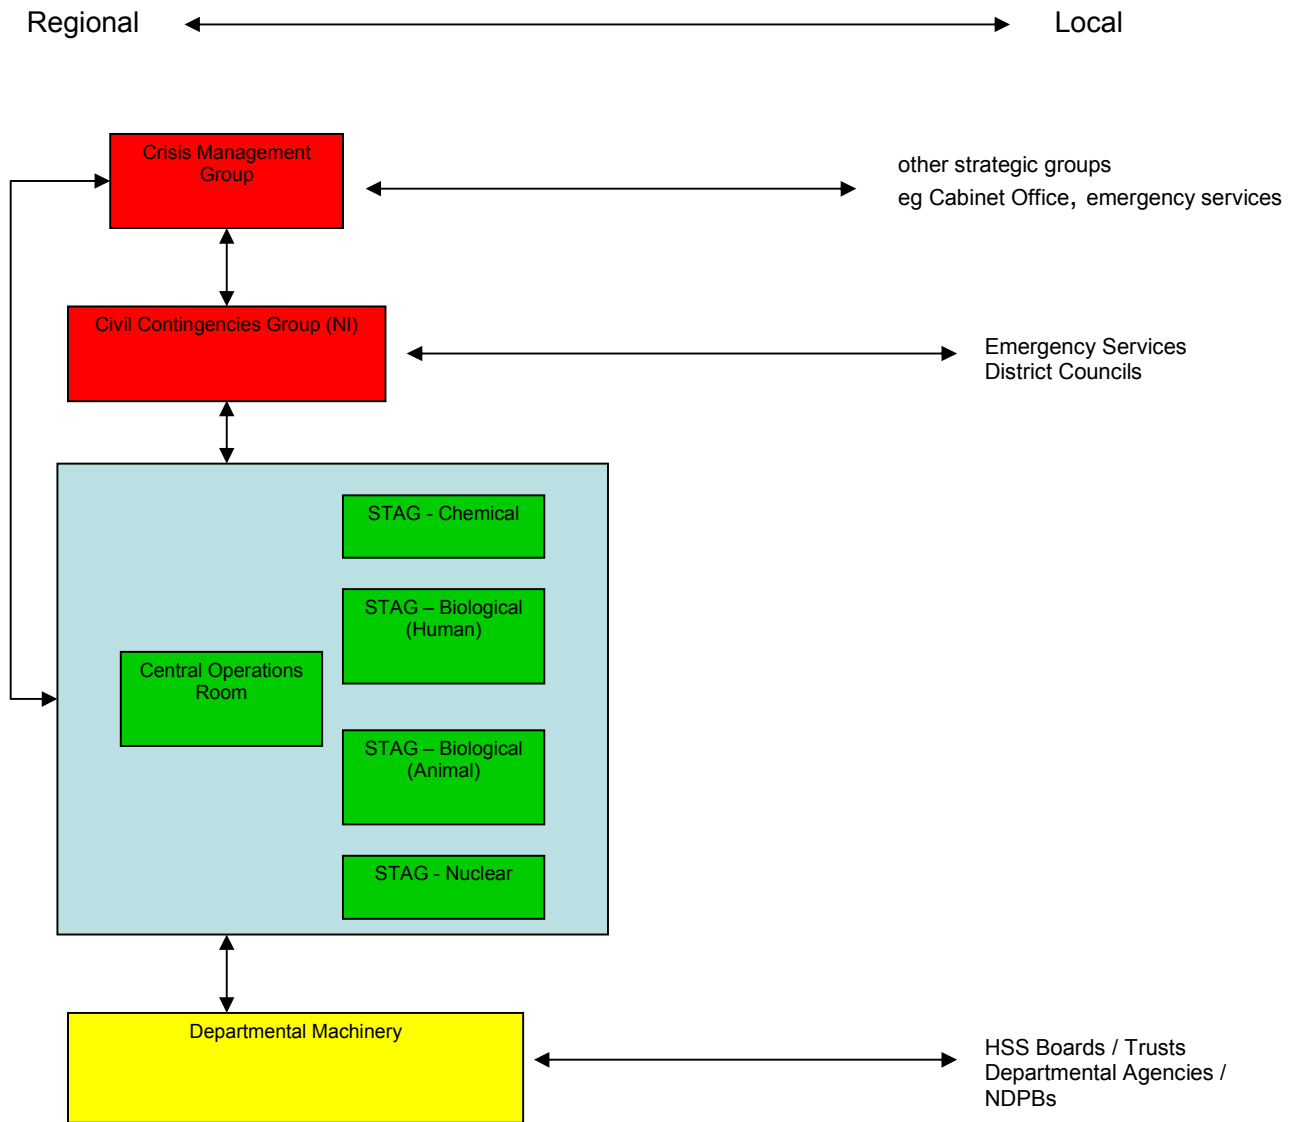 Regional
Local
Crisis Management
Group
other strategic groups
eg Cabinet Office, emergency services
Civil Contingencies Group (NI)
Emergency Services
District Councils
STAG - Chemical
STAG – Biological
(Human)
Central Operations
Room
STAG – Biological
(Animal)
STAG - Nuclear
Departmental Machinery
HSS Boards / Trusts
Departmental Agencies /
NDPBs